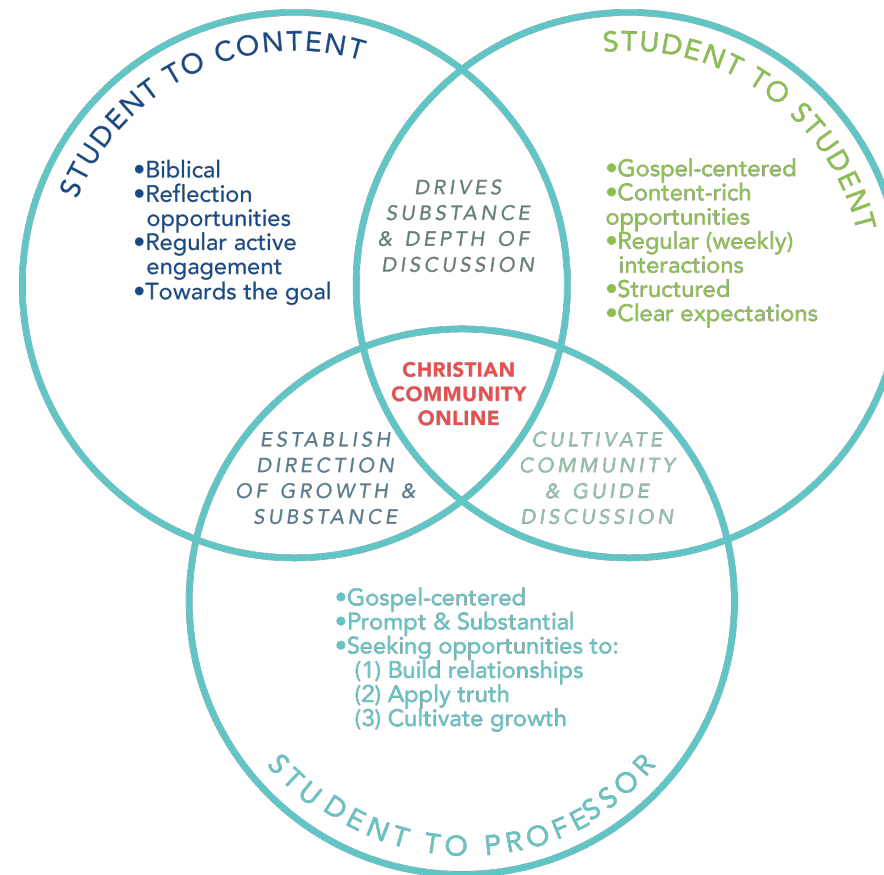 STUDENT TO CONTENT
•Biblical
•Reflection
opportunities
•Regular active
engagement
•Towards the goal
DRIVES
SUBSTANCE
& DEPTH OF
DISCUSSION
STUDENT TO STUDENT
•Gospel-centered
•Content-rich
opportunities
•Regular (weekly)
interactions
•Structured
•Clear expectations
CHRISTIAN
COMMUNITY
ONLINE
ESTABLISH
DIRECTION
OF GROWTH &
SUBSTANCE
CULTIVATE
COMMUNITY
& GUIDE
DISCUSSION
•Gospel-centered
•Prompt & Substantial
•Seeking opportunities to:
(1) Build relationships
(2) Apply truth
(3) Cultivate growth
STUDENT TO PROFESSOR